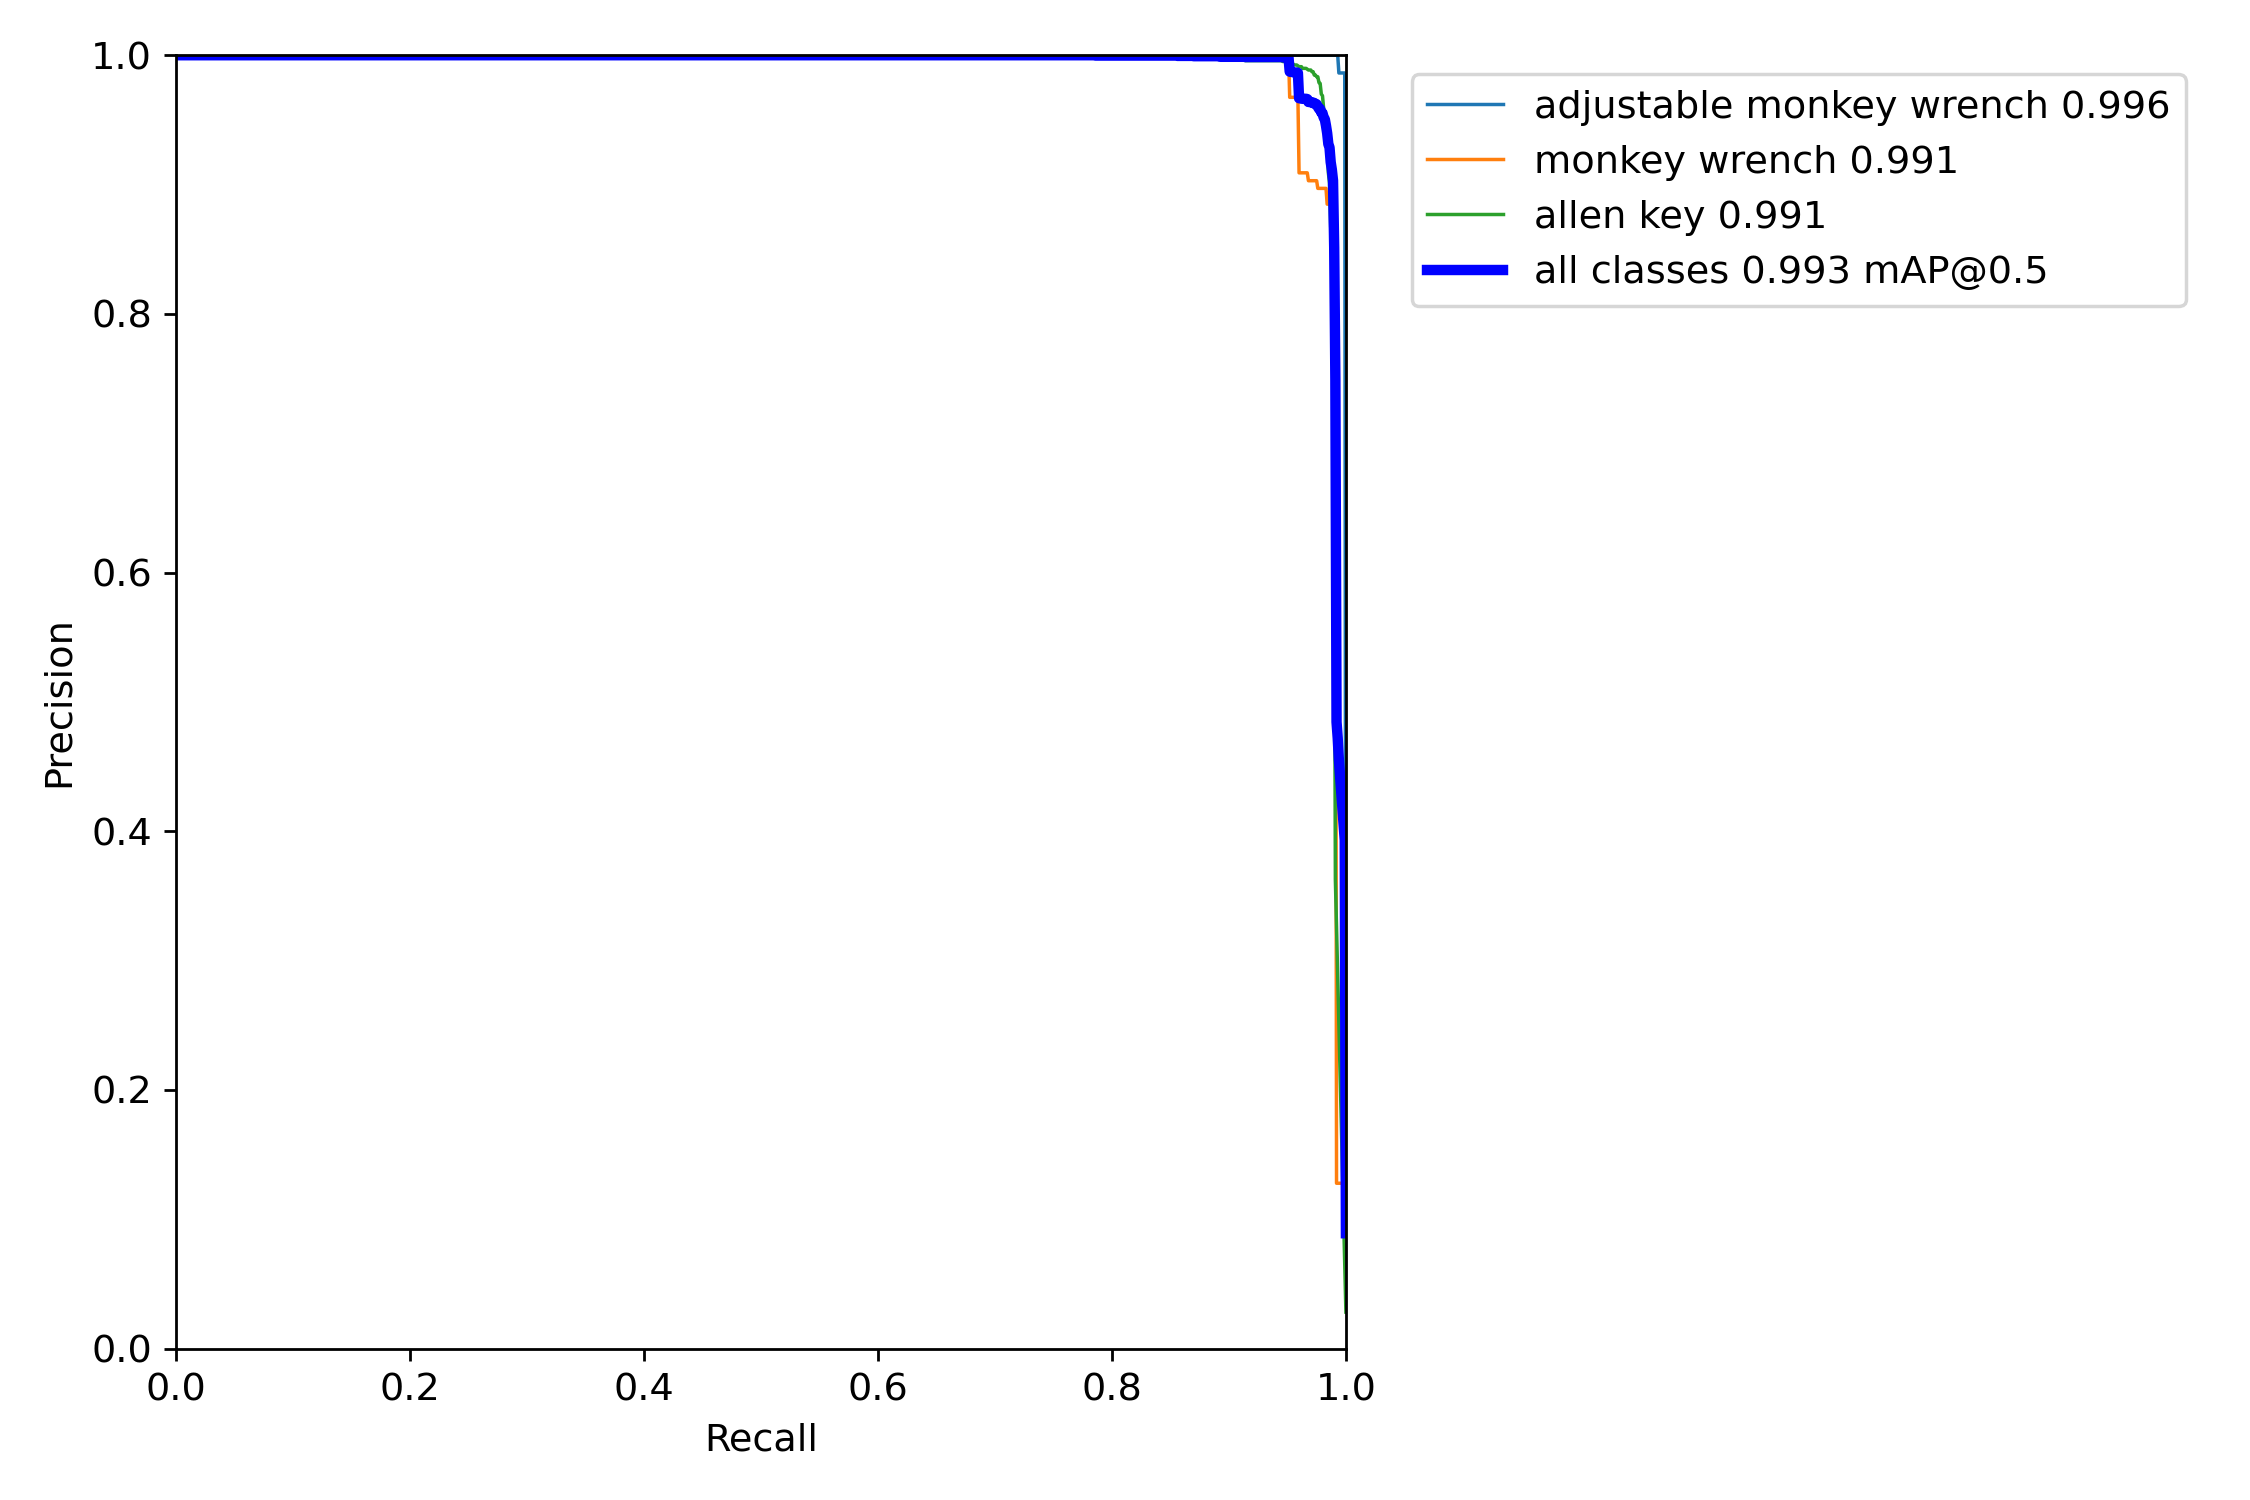 adjustable monkey wrench 0.996
monkey wrench 0.991
allen key 0.991
all classes 0.993 mAP@0.5
1.0
0.8
0.6
0.4
0.2
0.0
Precision
0.0 0.2 0.4 0.6 0.8 1.0
Recall